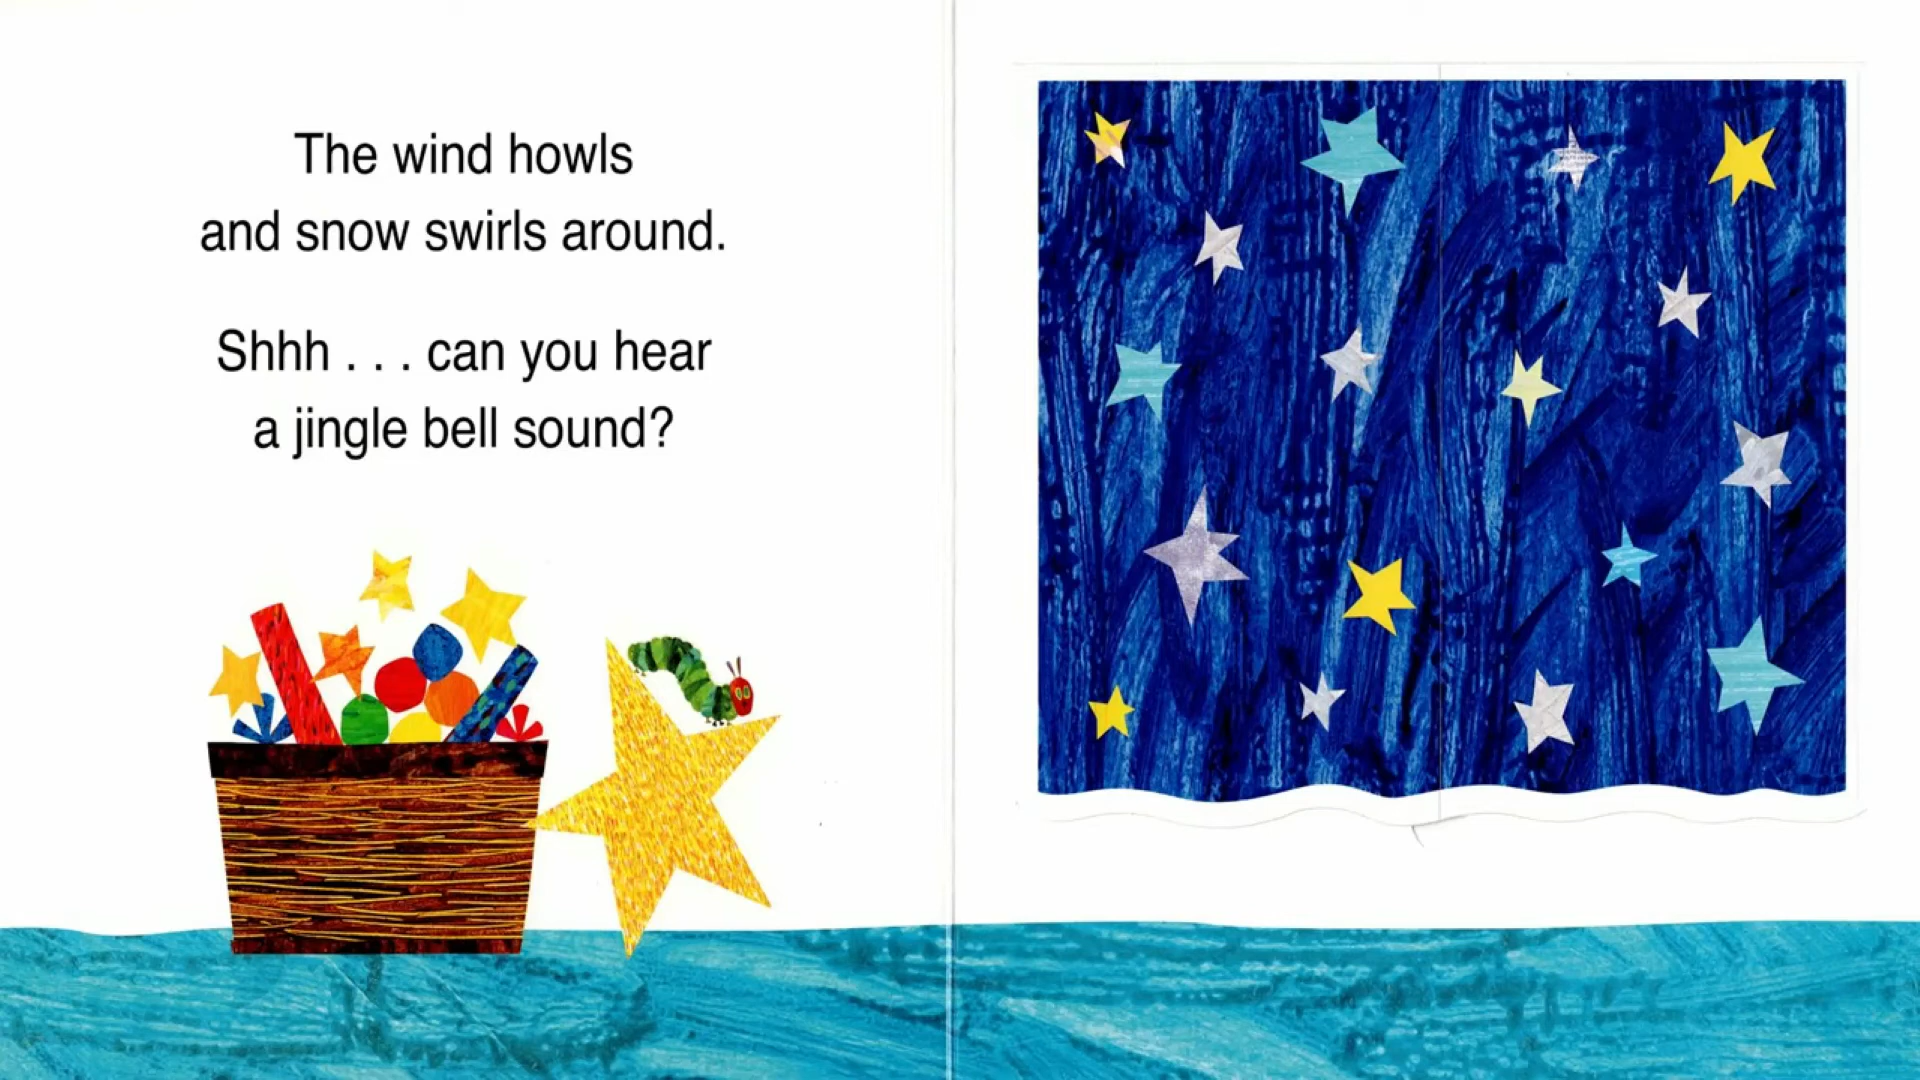 The wind howls
and snow swirls around.
Shhh . . . can you hear
a jingle bell sound?